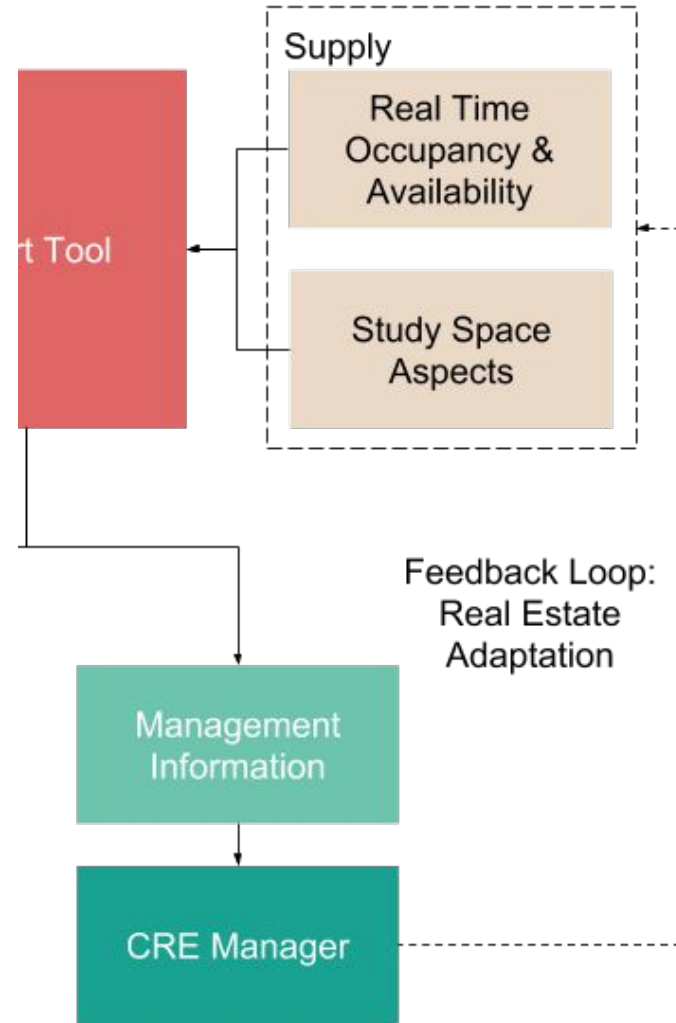 Supply
Real Time
Occupancy &
Availability
rt Tool
Study Space
Aspects
Feedback Loop:
Real Estate
Adaptation
Management
Information
CRE Manager